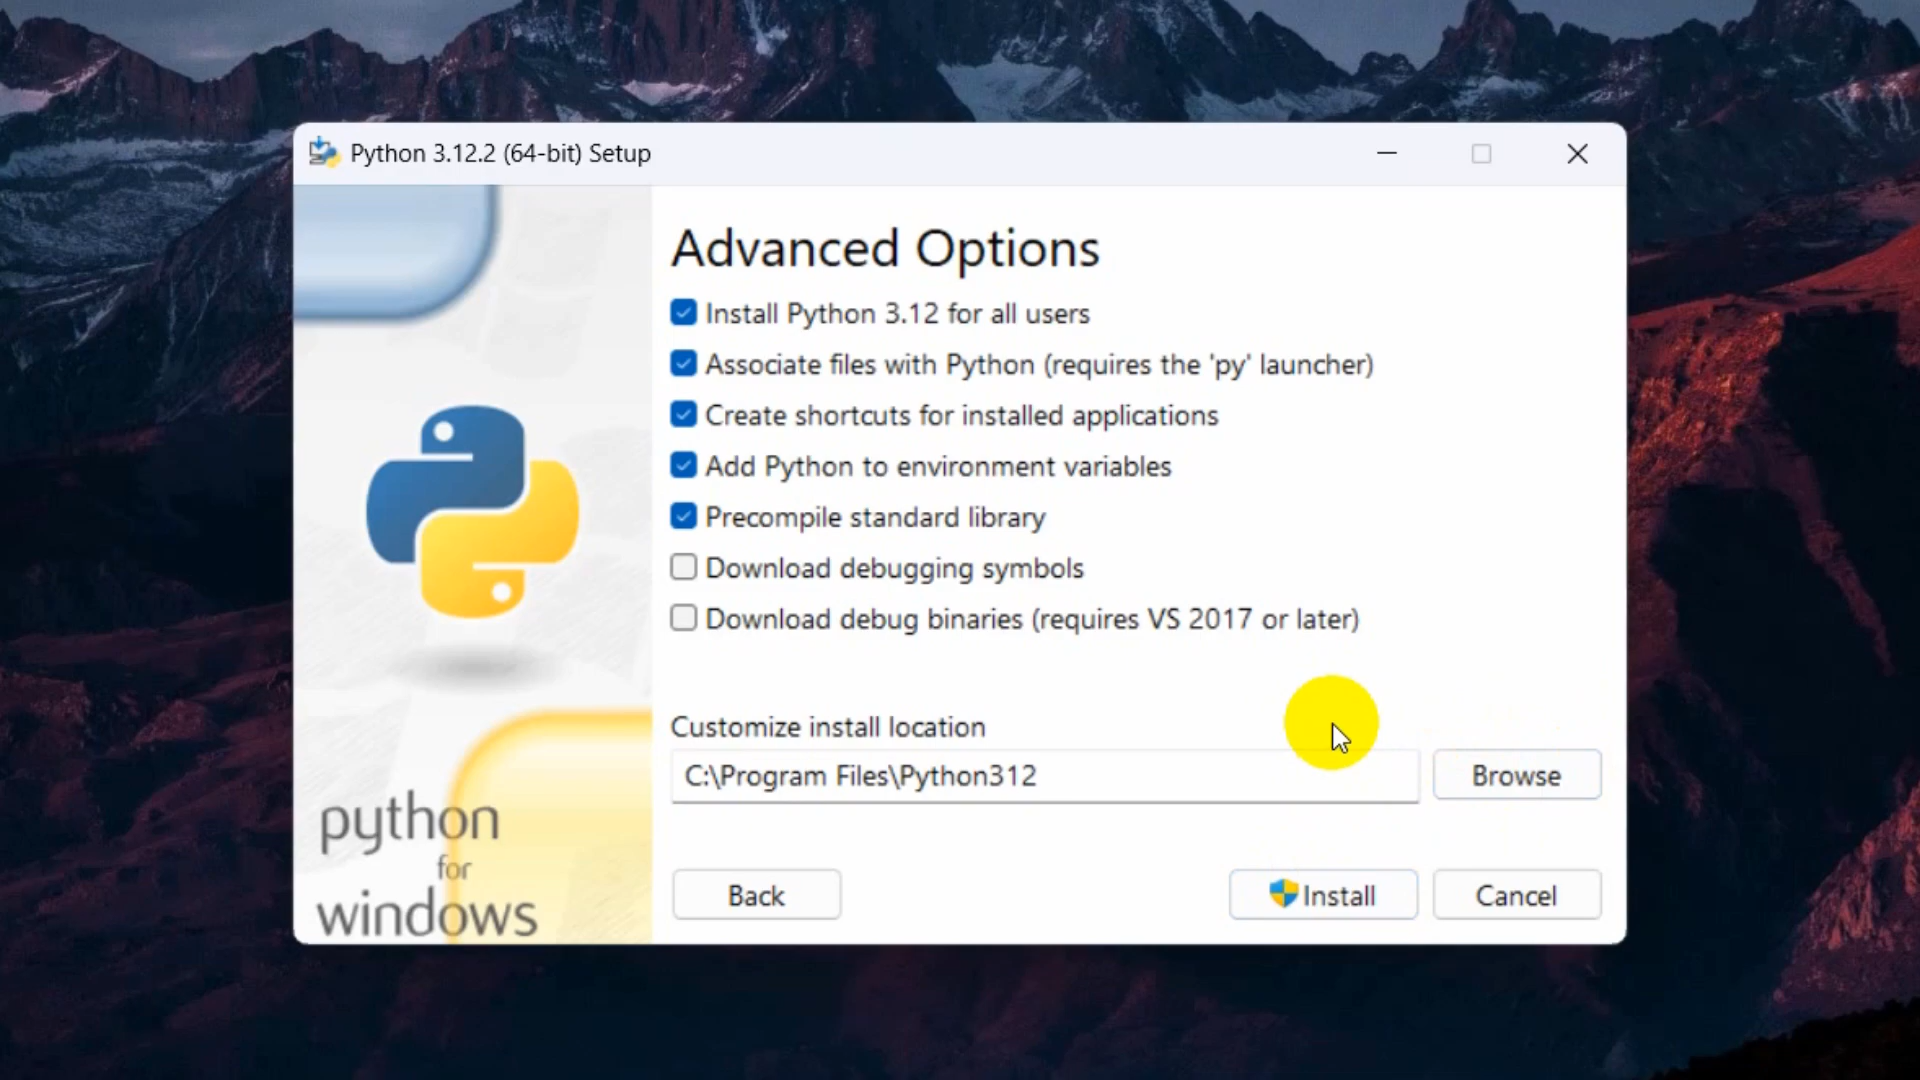 Python 3.12.2 (64-bit) Setup
Advanced Options
Install Python 3.12 for all users
Associate files with Python (requires the 'py' launcher)
Create shortcuts for installed applications
Add Python to environment variables
Precompile standard library
Download debugging symbols
Download debug binaries (requires VS 2017 or later)
Customize install location
C:\Program Files\Python312
Browse
python
for
windows
Back
Install
Cancel